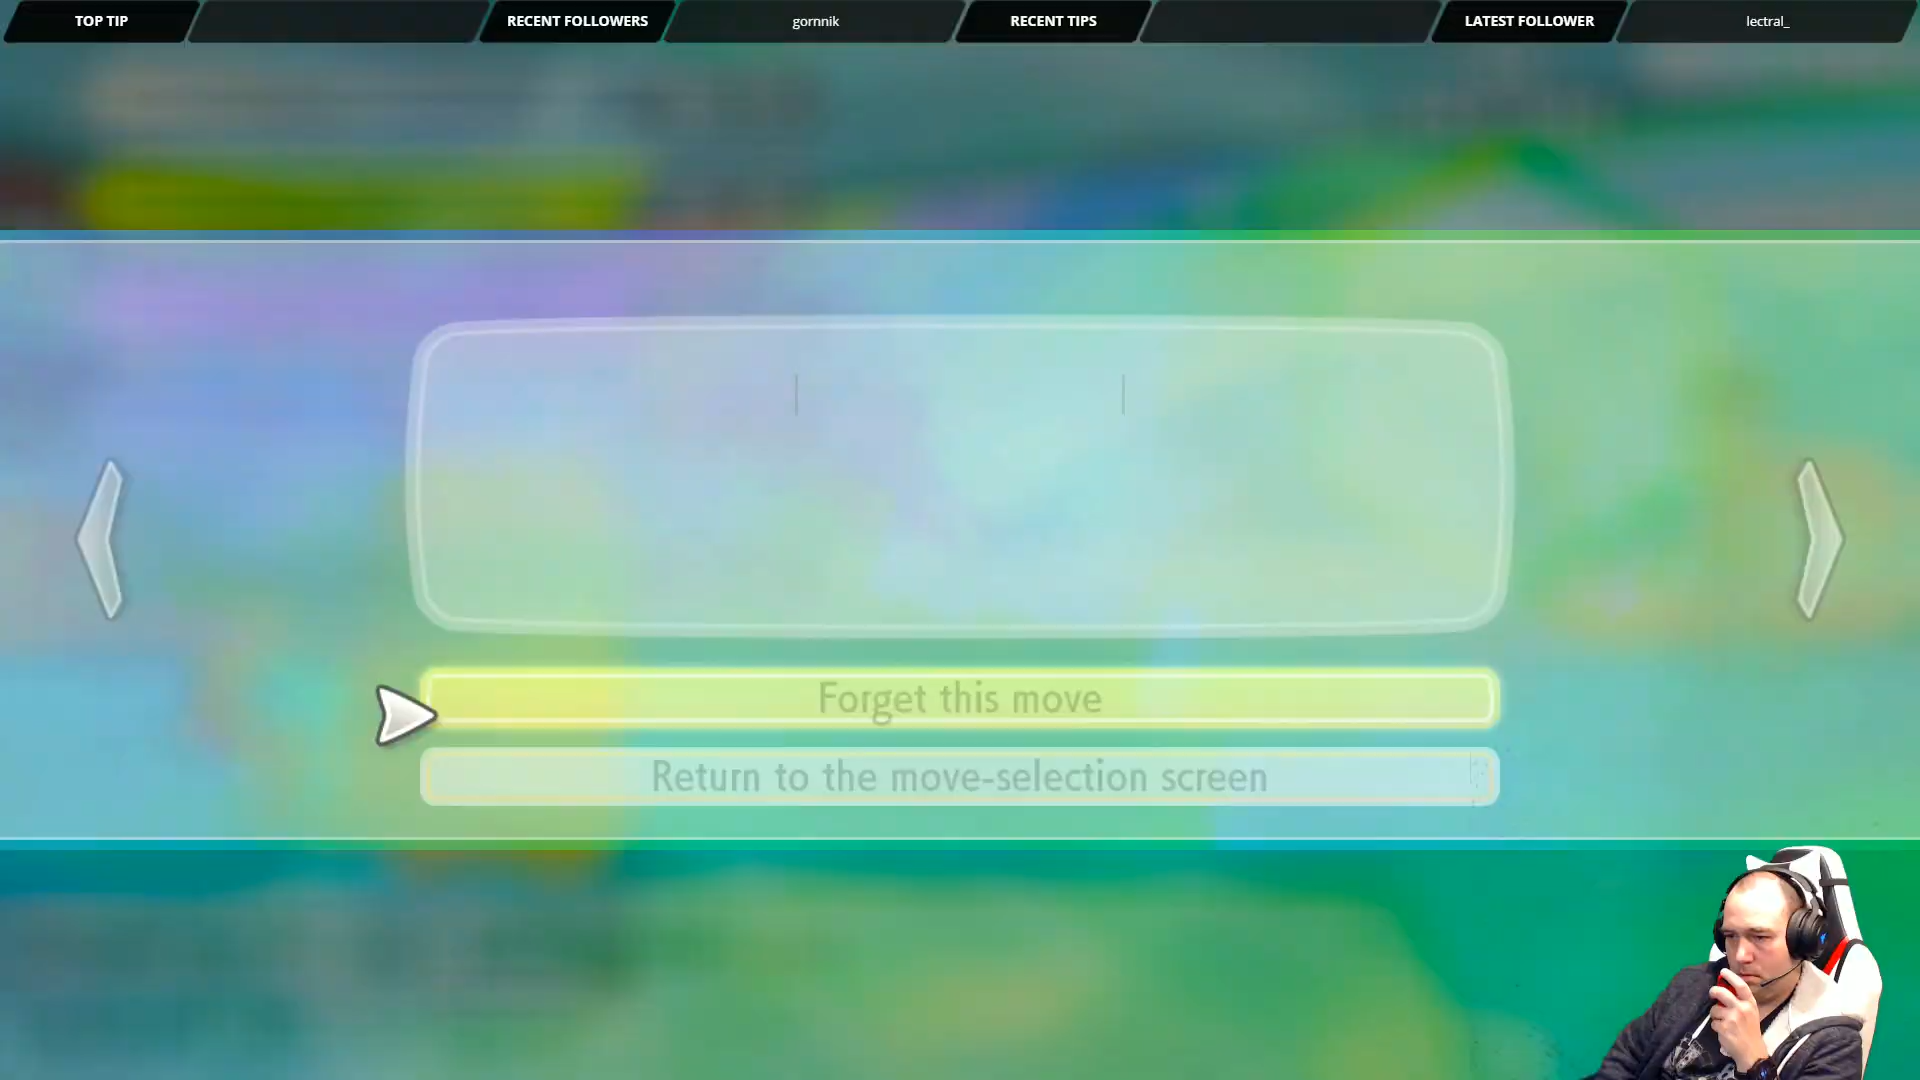 TOP TIP
RECENT FOLLOWERS
gornnik
RECENT TIPS
LATEST FOLLOWER
lectral_
Forget this move
Return to the move-selection screen